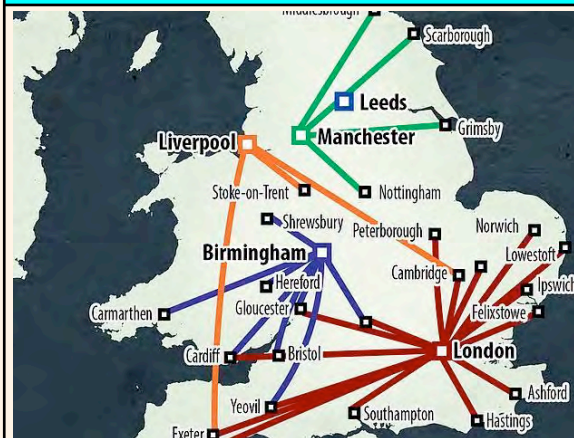 Middlesbrough
Scarborough
Leeds
Manchester
Grimsby
Liverpool
Stoke-on-Trent
Nottingham
Shrewsbury
Peterborough
Norwich
Birmingham
Lowestoft
Cambridge
Hereford
Ipswich
Carmarthen
Gloucester
Felixstowe
Cardiff
Bristol
London
Ashford
Yeovil
Southampton
Hastings
Exeter